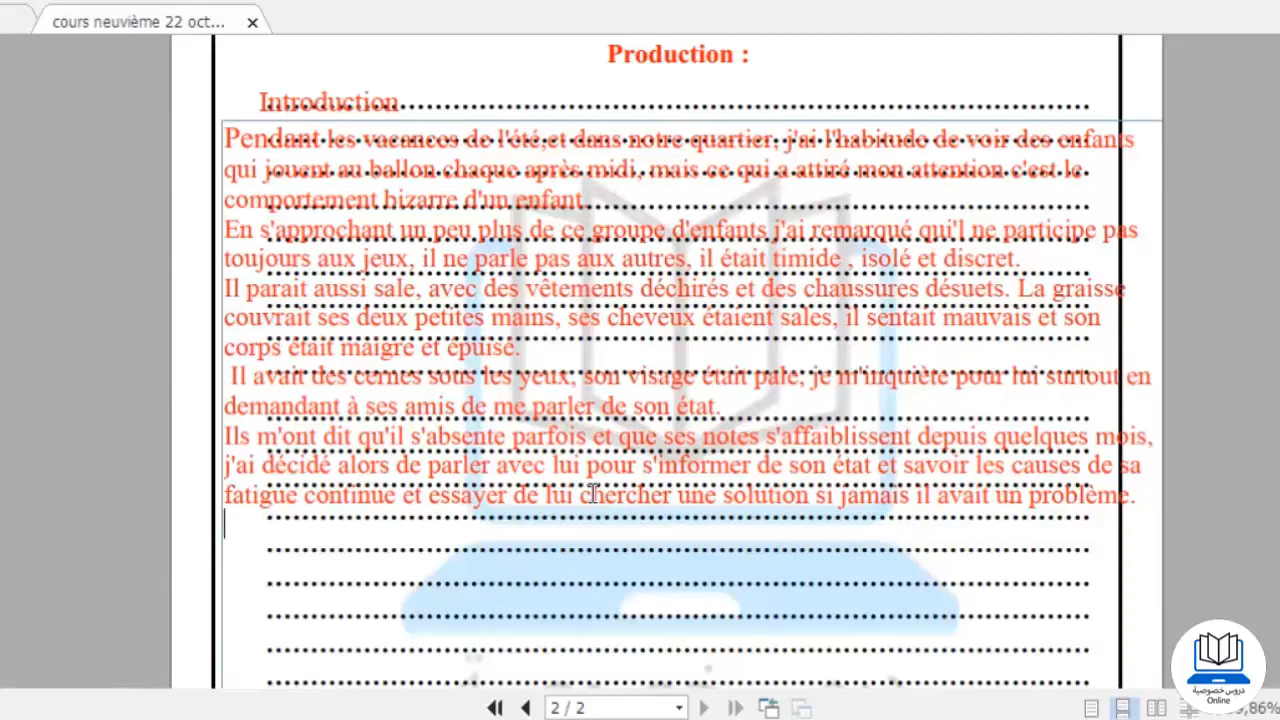 cours neuvième 22 oct...
Production :
Introduction
Pendant les vacances de l'été,et dans notre quartier, j'ai l'habitude de voir des enfants
qui jouent au ballon chaque après midi, mais ce qui a attiré mon attention c'est le
comportement bizarre d'un enfant.
En s'approchant un peu plus de ce groupe d'enfants j'ai remarqué qui'l ne participe pas
toujours aux jeux, il ne parle pas aux autres, il était timide , isolé et discret.
Il parait aussi sale, avec des vêtements déchirés et des chaussures désuets. La graisse
couvrait ses deux petites mains, ses cheveux étaient sales, il sentait mauvais et son
corps était maigre et épuisé.
Il avait des cernes sous les yeux, son visage était pale, je m'inquiète pour lui surtout en
demandant à ses amis de me parler de son état.
Ils m'ont dit qu'il s'absente parfois et que ses notes s'affaiblissent depuis quelques mois,
j'ai décidé alors de parler avec lui pour s'informer de son état et savoir les causes de sa
fatigue continue et essayer de lui chercher une solution si jamais il avait un problème.
2 / 2
دروس خصوصية
Online